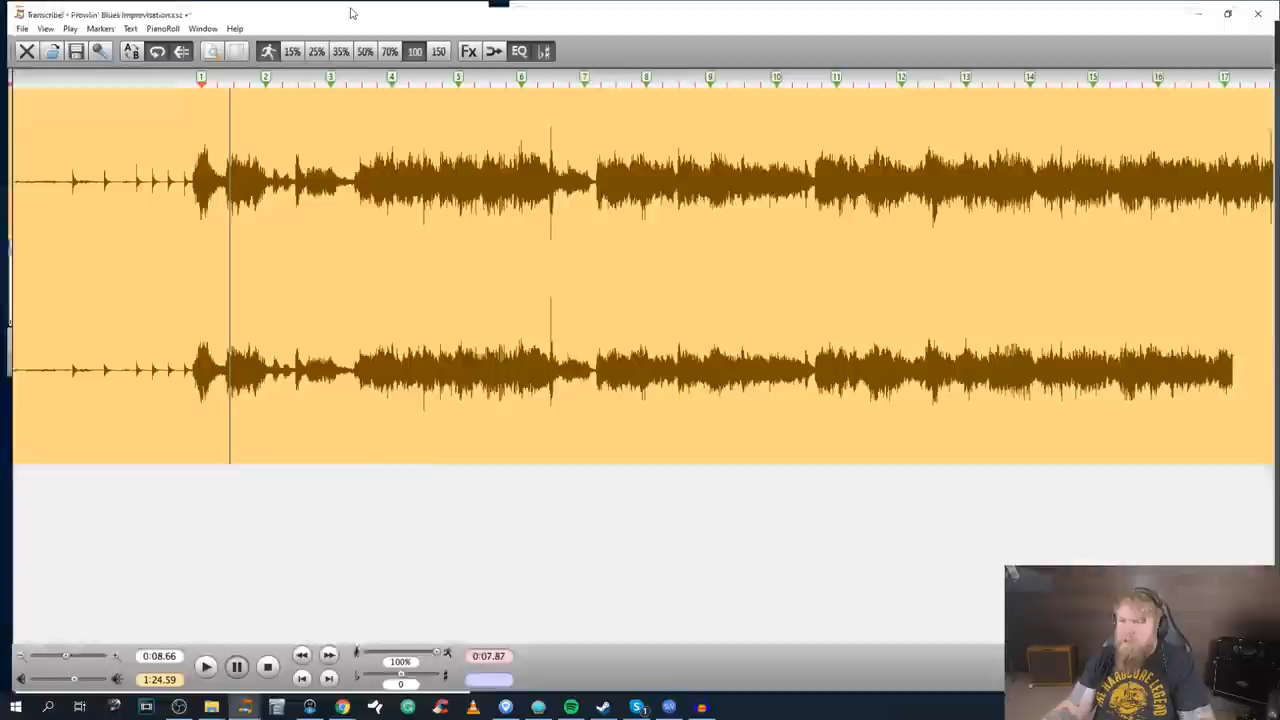 Transcribe! - Prowlin' Blues Improvisation.xsc *
File View Play Markers Text PianoRoll Window Help
A B 15% 25% 35% 50% 70% 100 150 Fx EQ
1 2 3 4 5 6 7 8 9 10 11 12 13 14 15 16 17
0:08.66 100% 0:07.87
1:24.59 0
HARDCORE LEGEND